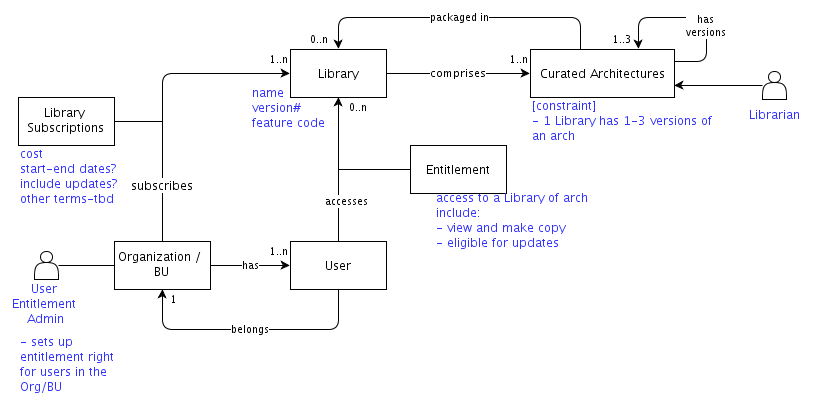 packaged in
has
versions
0..n
1..3
1..n
1..n
Library
comprises
Curated Architectures
name
version#
feature code
0..n
[constraint]
- 1 Library has 1-3 versions of
an arch
Librarian
Library
Subscriptions
cost
start-end dates?
include updates?
other terms-tbd
subscribes
Entitlement
accesses
access to a Library of arch
include:
- view and make copy
- eligible for updates
Organization /
BU
has
1..n
User
User
Entitlement
Admin
1
belongs
- sets up
entitlement right
for users in the
Org/BU